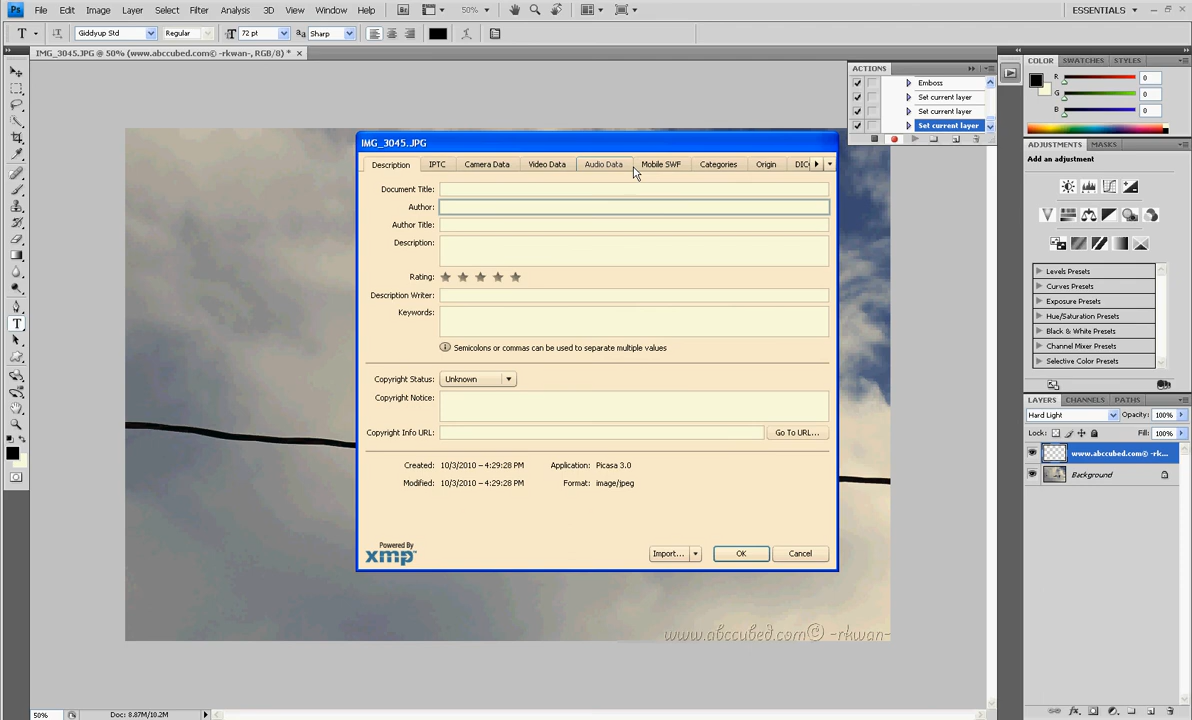 Ps File Edit Image Layer Select Filter Analysis 3D View Window Help Br 50% ESSENTIALS
T Giddyup Std Regular T 72 pt aa Sharp
IMG_3045.JPG @ 50% (www.abccubed.com© -rkwan-, RGB/8) *
ACTIONS
Emboss
Set current layer
Set current layer
Set current layer
COLOR SWATCHES STYLES
R 0
G 0
B 0
ADJUSTMENTS MASKS
Add an adjustment
Levels Presets
Curves Presets
Exposure Presets
Hue/Saturation Presets
Black & White Presets
Channel Mixer Presets
Selective Color Presets
LAYERS CHANNELS PATHS
Hard Light Opacity: 100%
Lock: Fill: 100%
www.abccubed.com© -rk...
Background
IMG_3045.JPG
Description IPTC Camera Data Video Data Audio Data Mobile SWF Categories Origin DIC
Document Title:
Author:
Author Title:
Description:
Rating:
Description Writer:
Keywords:
Semicolons or commas can be used to separate multiple values
Copyright Status: Unknown
Copyright Notice:
Copyright Info URL: Go To URL...
Created: 10/3/2010 – 4:29:28 PM Application: Picasa 3.0
Modified: 10/3/2010 – 4:29:28 PM Format: image/jpeg
Powered By
xmp
Import... OK Cancel
www.abccubed.com© -rkwan-
50% Doc: 8.87M/10.2M